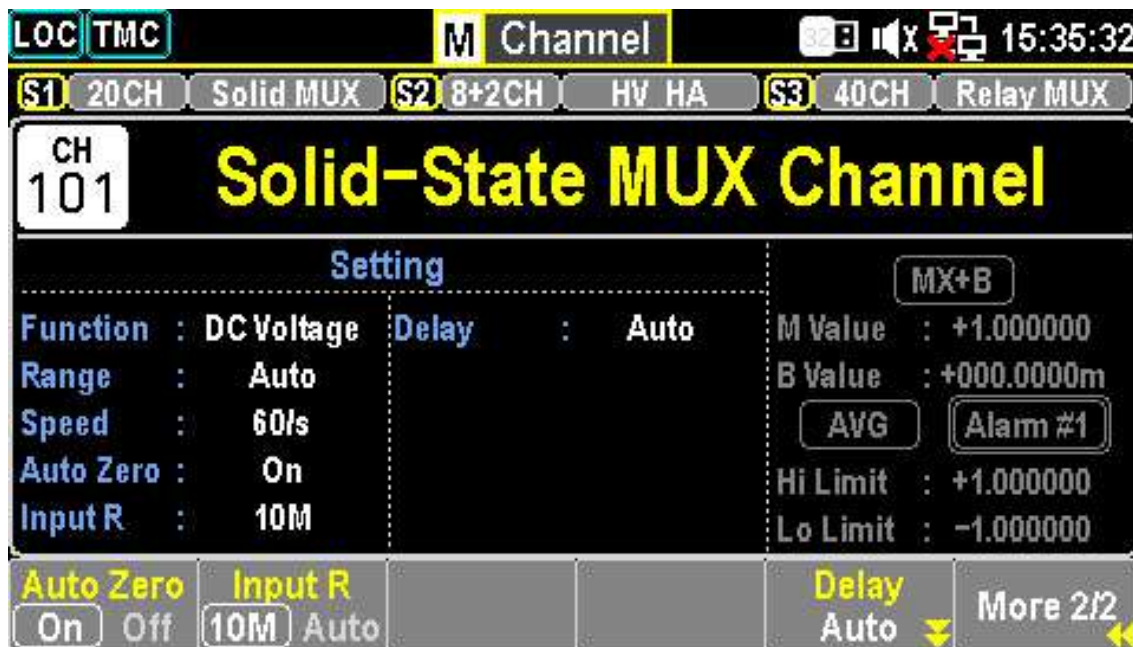 LOC TMC M Channel 32 15:35:32
S1 20CH Solid MUX S2 8+2CH HV HA S3 40CH Relay MUX
CH
101
Solid-State MUX Channel
Setting
Function : DC Voltage
Range : Auto
Speed : 60/s
Auto Zero : On
Input R : 10M
Delay : Auto
MX+B
M Value : +1.000000
B Value : +000.0000m
AVG Alarm #1
Hi Limit : +1.000000
Lo Limit : -1.000000
Auto Zero
On Off
Input R
10M Auto
Delay
Auto
More 2/2